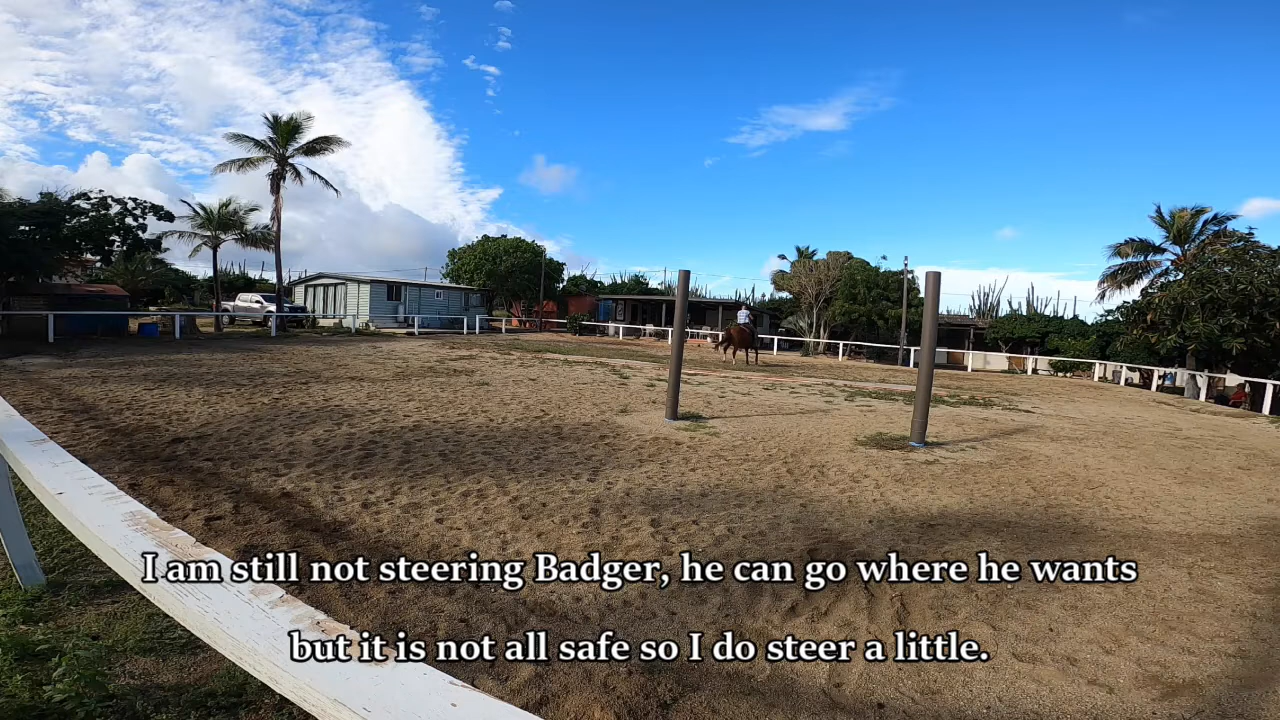 I am still not steering Badger, he can go where he wants
but it is not all safe so I do steer a little.